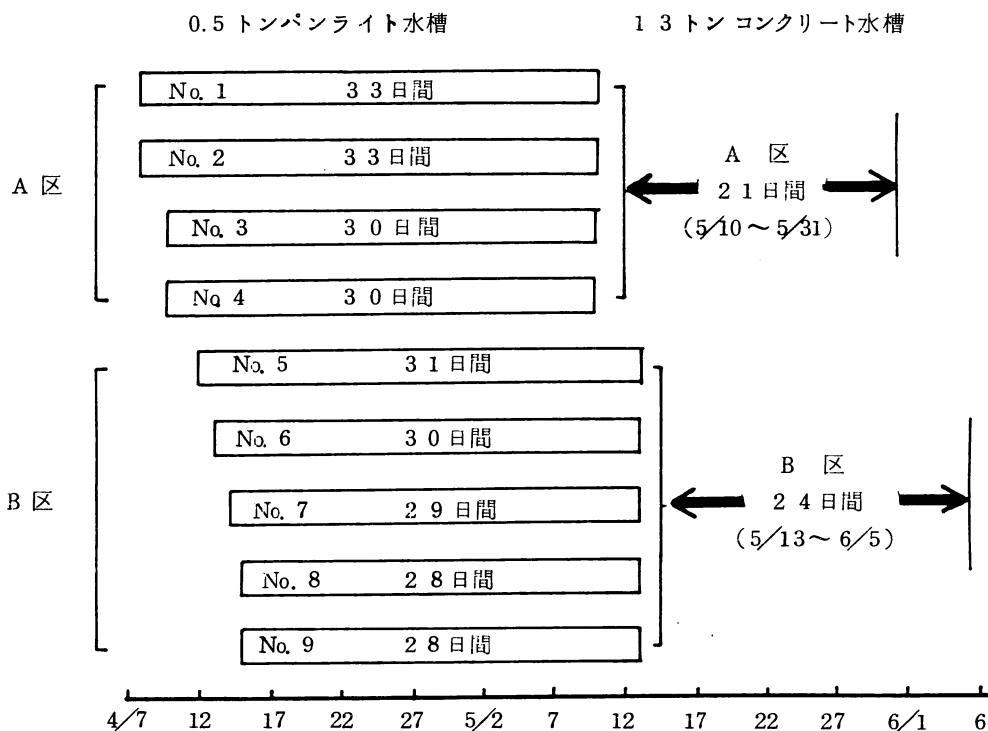 0.5トンパンライト水槽 13トンコンクリート水槽
No.1 33日間
No.2 33日間
A区
No.3 30日間
No.4 30日間
A 区
21日間
(5/10~5/31)
No.5 31日間
No.6 30日間
B区
No.7 29日間
No.8 28日間
No.9 28日間
B 区
24日間
(5/13~6/5)
4/7 12 17 22 27 5/2 7 12 17 22 27 6/1 6